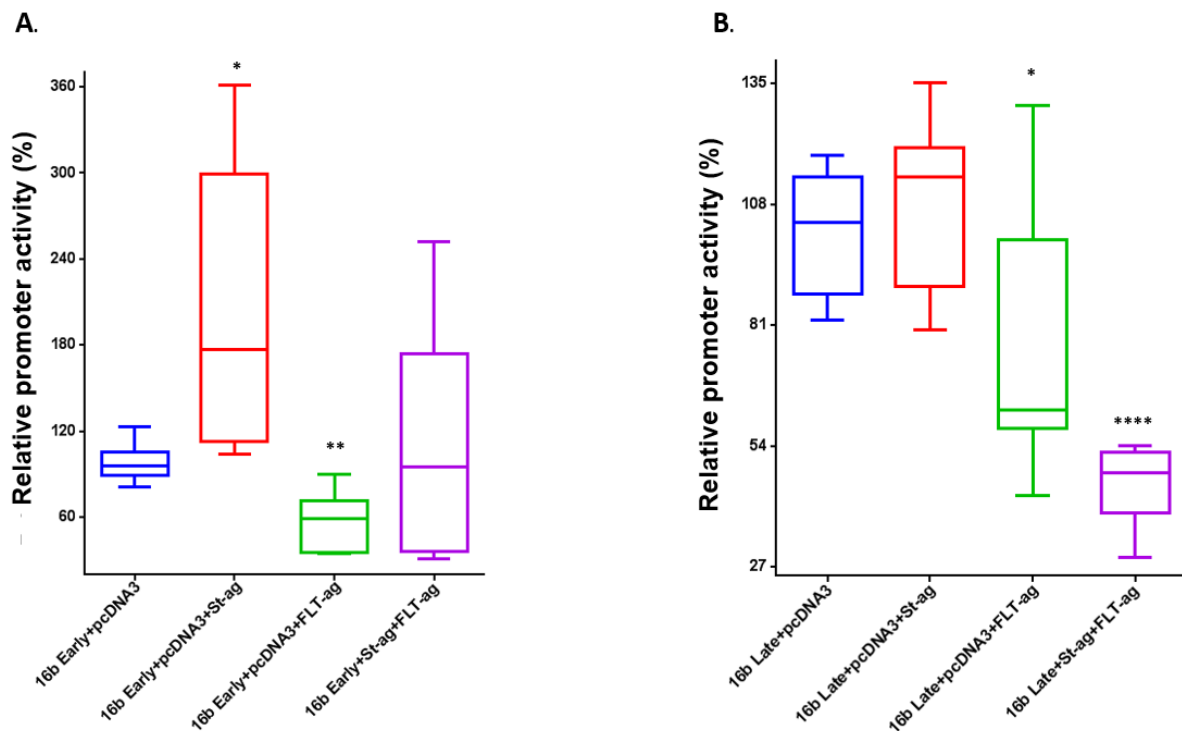 A.
B.
Relative promoter activity (%)
360
300
240
180
120
60
*
**
16b Early+pcDNA3
16b Early+pcDNA3+St-ag
16b Early+pcDNA3+FLT-ag
16b Early+St-ag+FLT-ag
Relative promoter activity (%)
135
108
81
54
27
*
****
16b Late+pcDNA3
16b Late+pcDNA3+St-ag
16b Late+pcDNA3+FLT-ag
16b Late+St-ag+FLT-ag